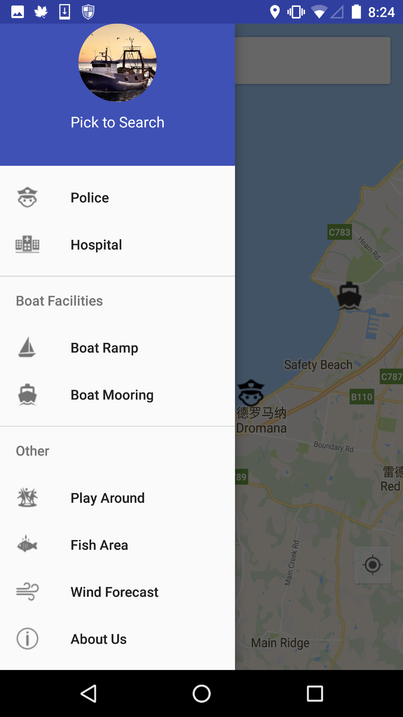 8:24
Pick to Search
Police
Hospital
Boat Facilities
Boat Ramp
Boat Mooring
Other
Play Around
Fish Area
Wind Forecast
About Us
C783
Hearn Rd
Safety Beach
C787
B110
德罗马纳
Dromana
Boundary Rd
89
雷德
Red
Main Creek Rd
Main Ridge